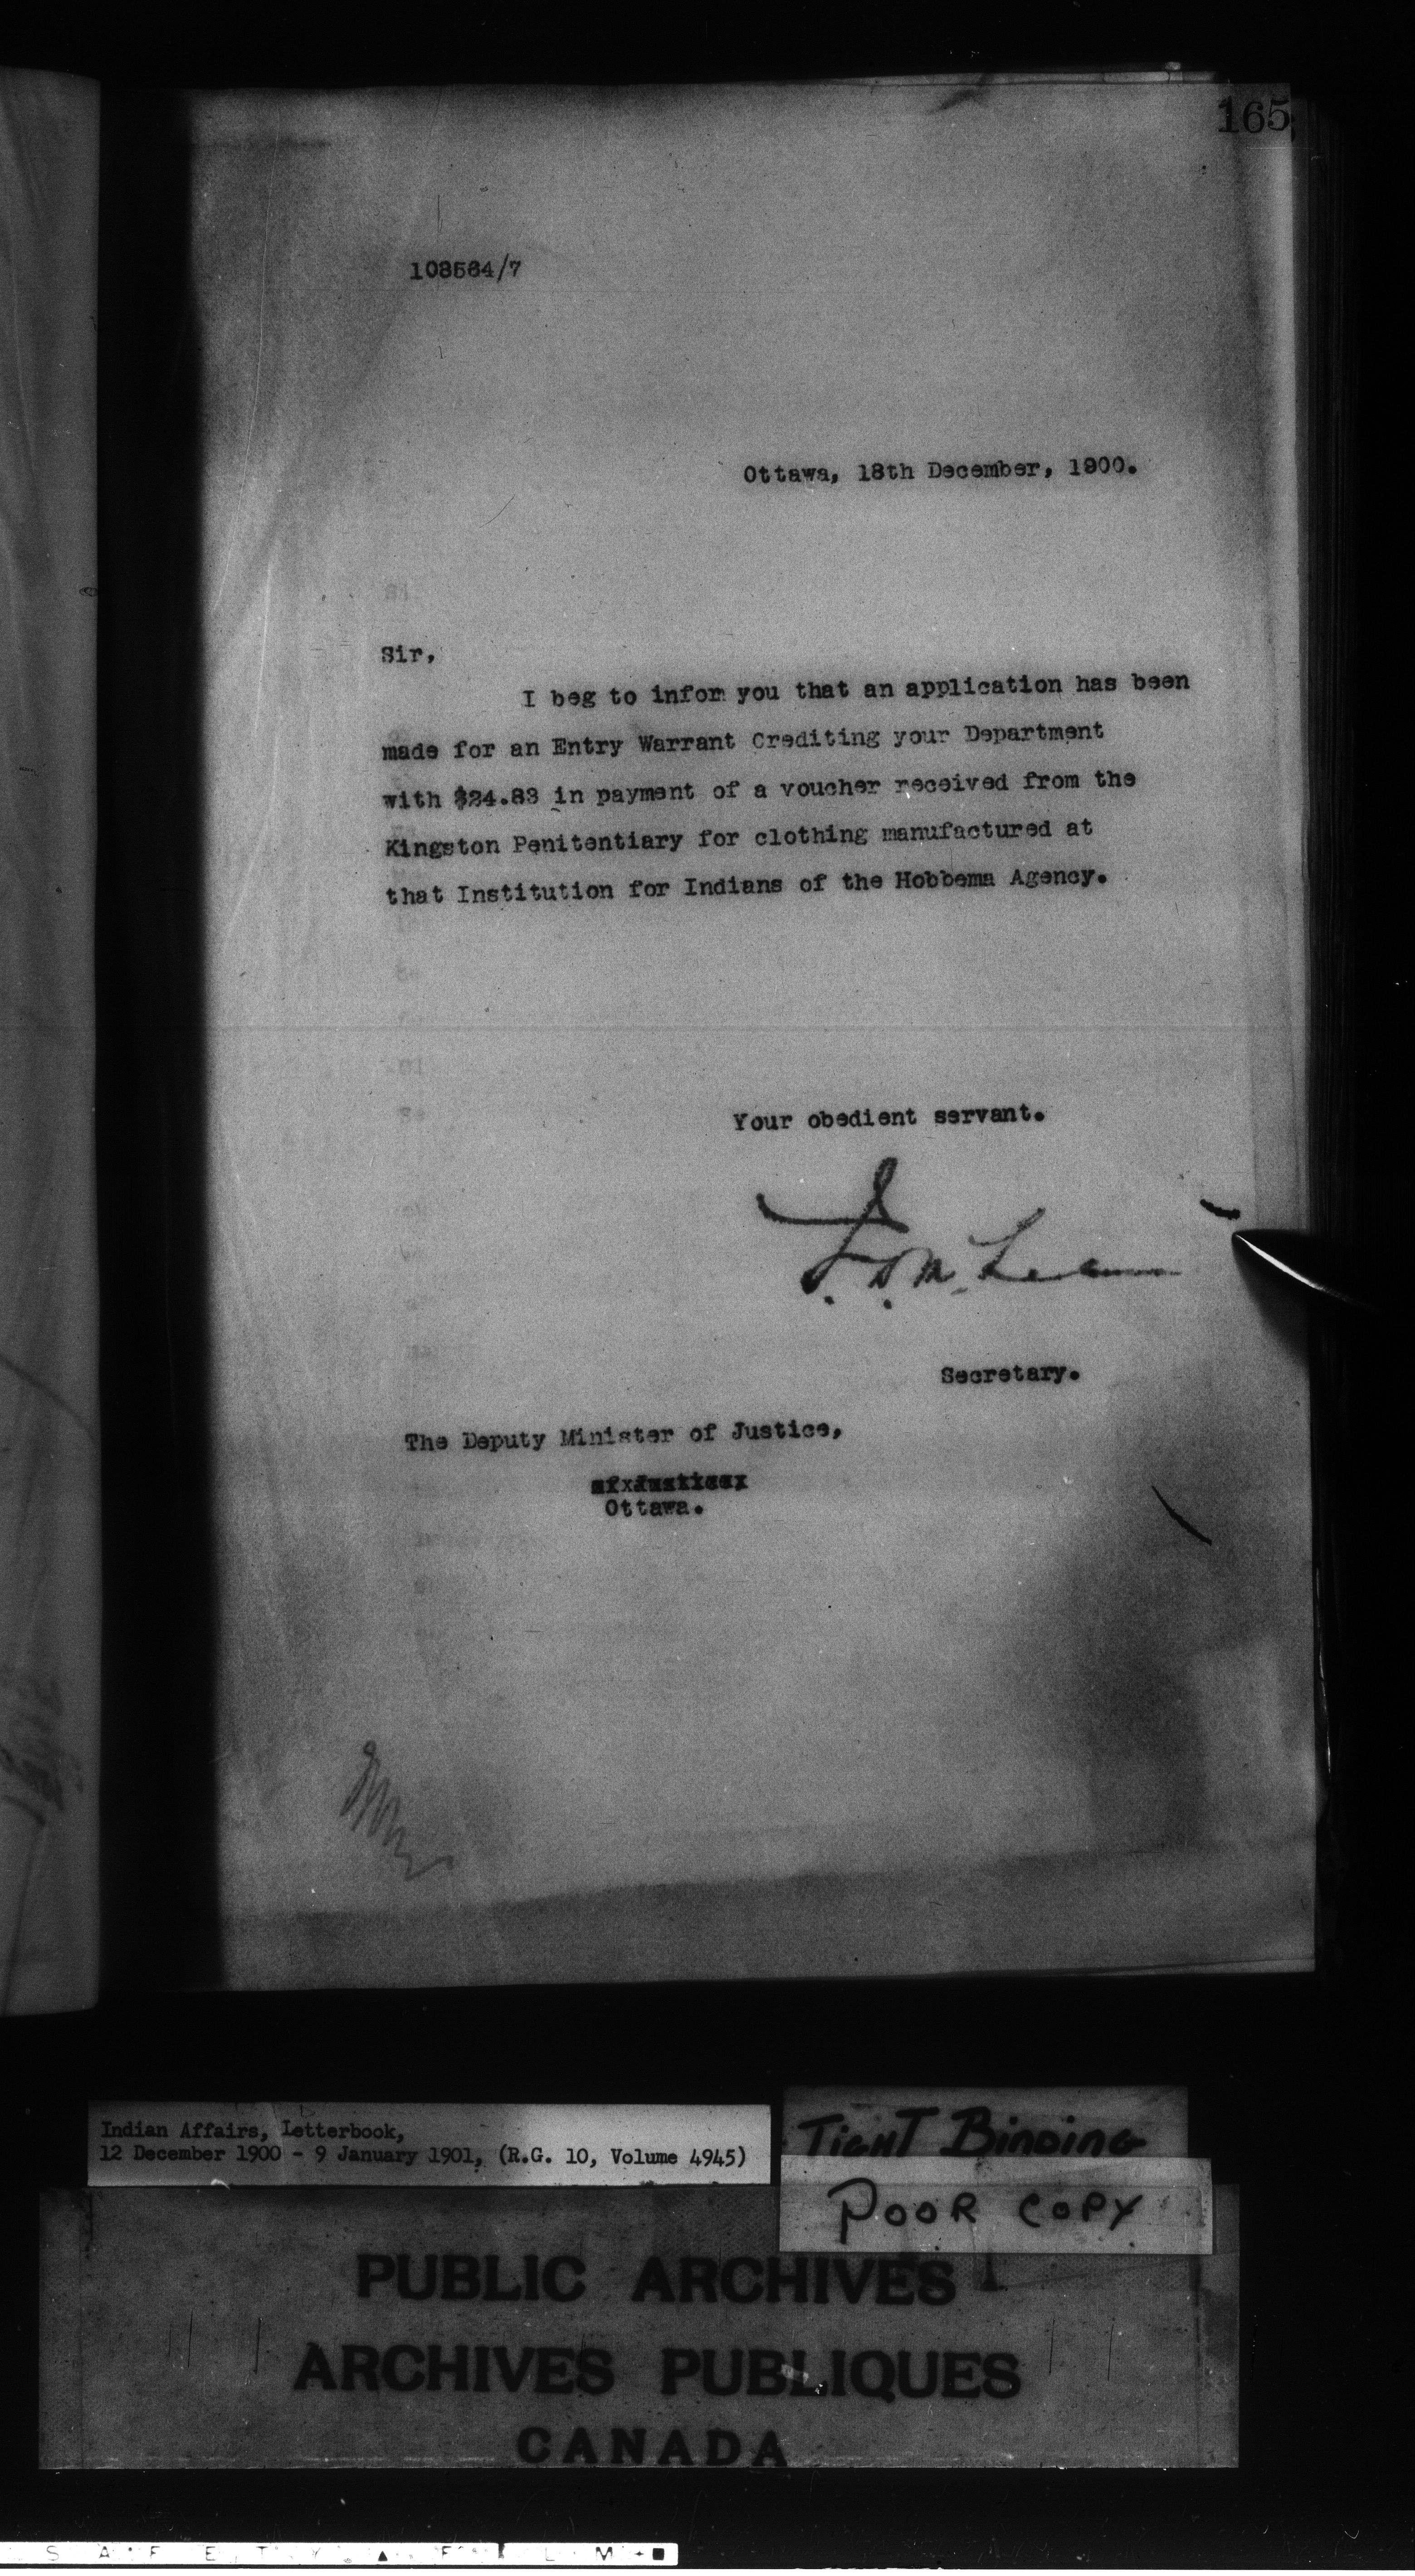 165
108564/7
Ottawa, 18th December, 1900.
Sir,
I beg to infom you that an application has been
made for an Entry Warrant Crediting your Department
with $24.83 in payment of a voucher received from the
Kingston Penitentiary for clothing manufactured at
that Institution for Indians of the Hobbema Agency.
Your obedient servant.
J. D. McLean
Secretary.
The Deputy Minister of Justice,
Ottawa.
Indian Affairs, Letterbook,
12 December 1900 - 9 January 1901, (R.G. 10, Volume 4945)
TIGHT BINDING
POOR COPY
PUBLIC ARCHIVES
ARCHIVES PUBLIQUES
CANADA
SAFETY FILM